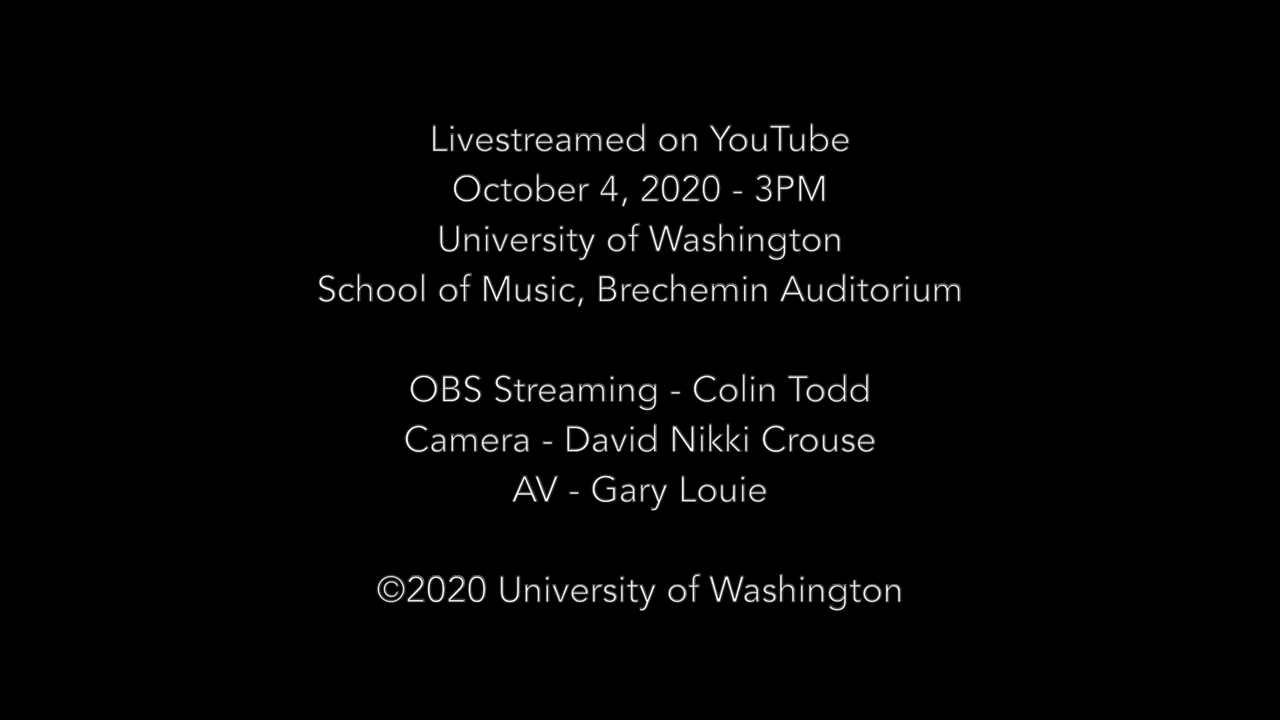 Livestreamed on YouTube
October 4, 2020 - 3PM
University of Washington
School of Music, Brechemin Auditorium
OBS Streaming - Colin Todd
Camera - David Nikki Crouse
AV - Gary Louie
©2020 University of Washington